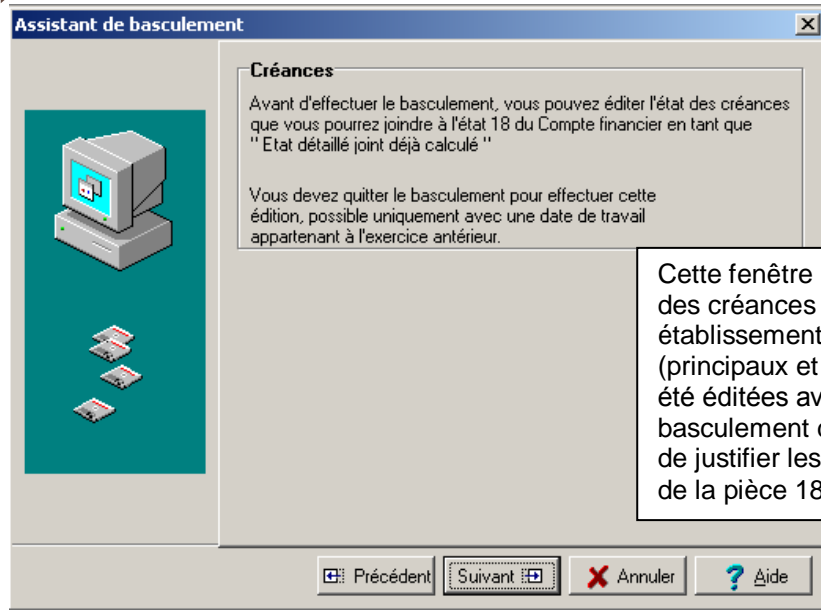 Assistant de basculement
Créances
Avant d'effectuer le basculement, vous pouvez éditer l'état des créances
que vous pourrez joindre à l'état 18 du Compte financier en tant que
'' Etat détaillé joint déjà calculé ''
Vous devez quitter le basculement pour effectuer cette
édition, possible uniquement avec une date de travail
appartenant à l'exercice antérieur.
Cette fenêtre
des créances
établissement
(principaux et
été éditées av
basculement
de justifier les
de la pièce 18
Précédent
Suivant
Annuler
Aide